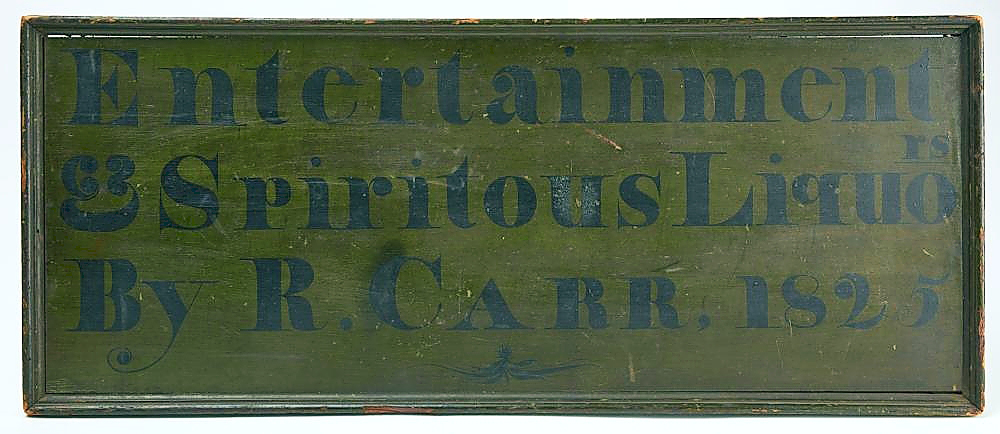 Entertainment
& Spiritous Liquors
By R. CARR, 1825